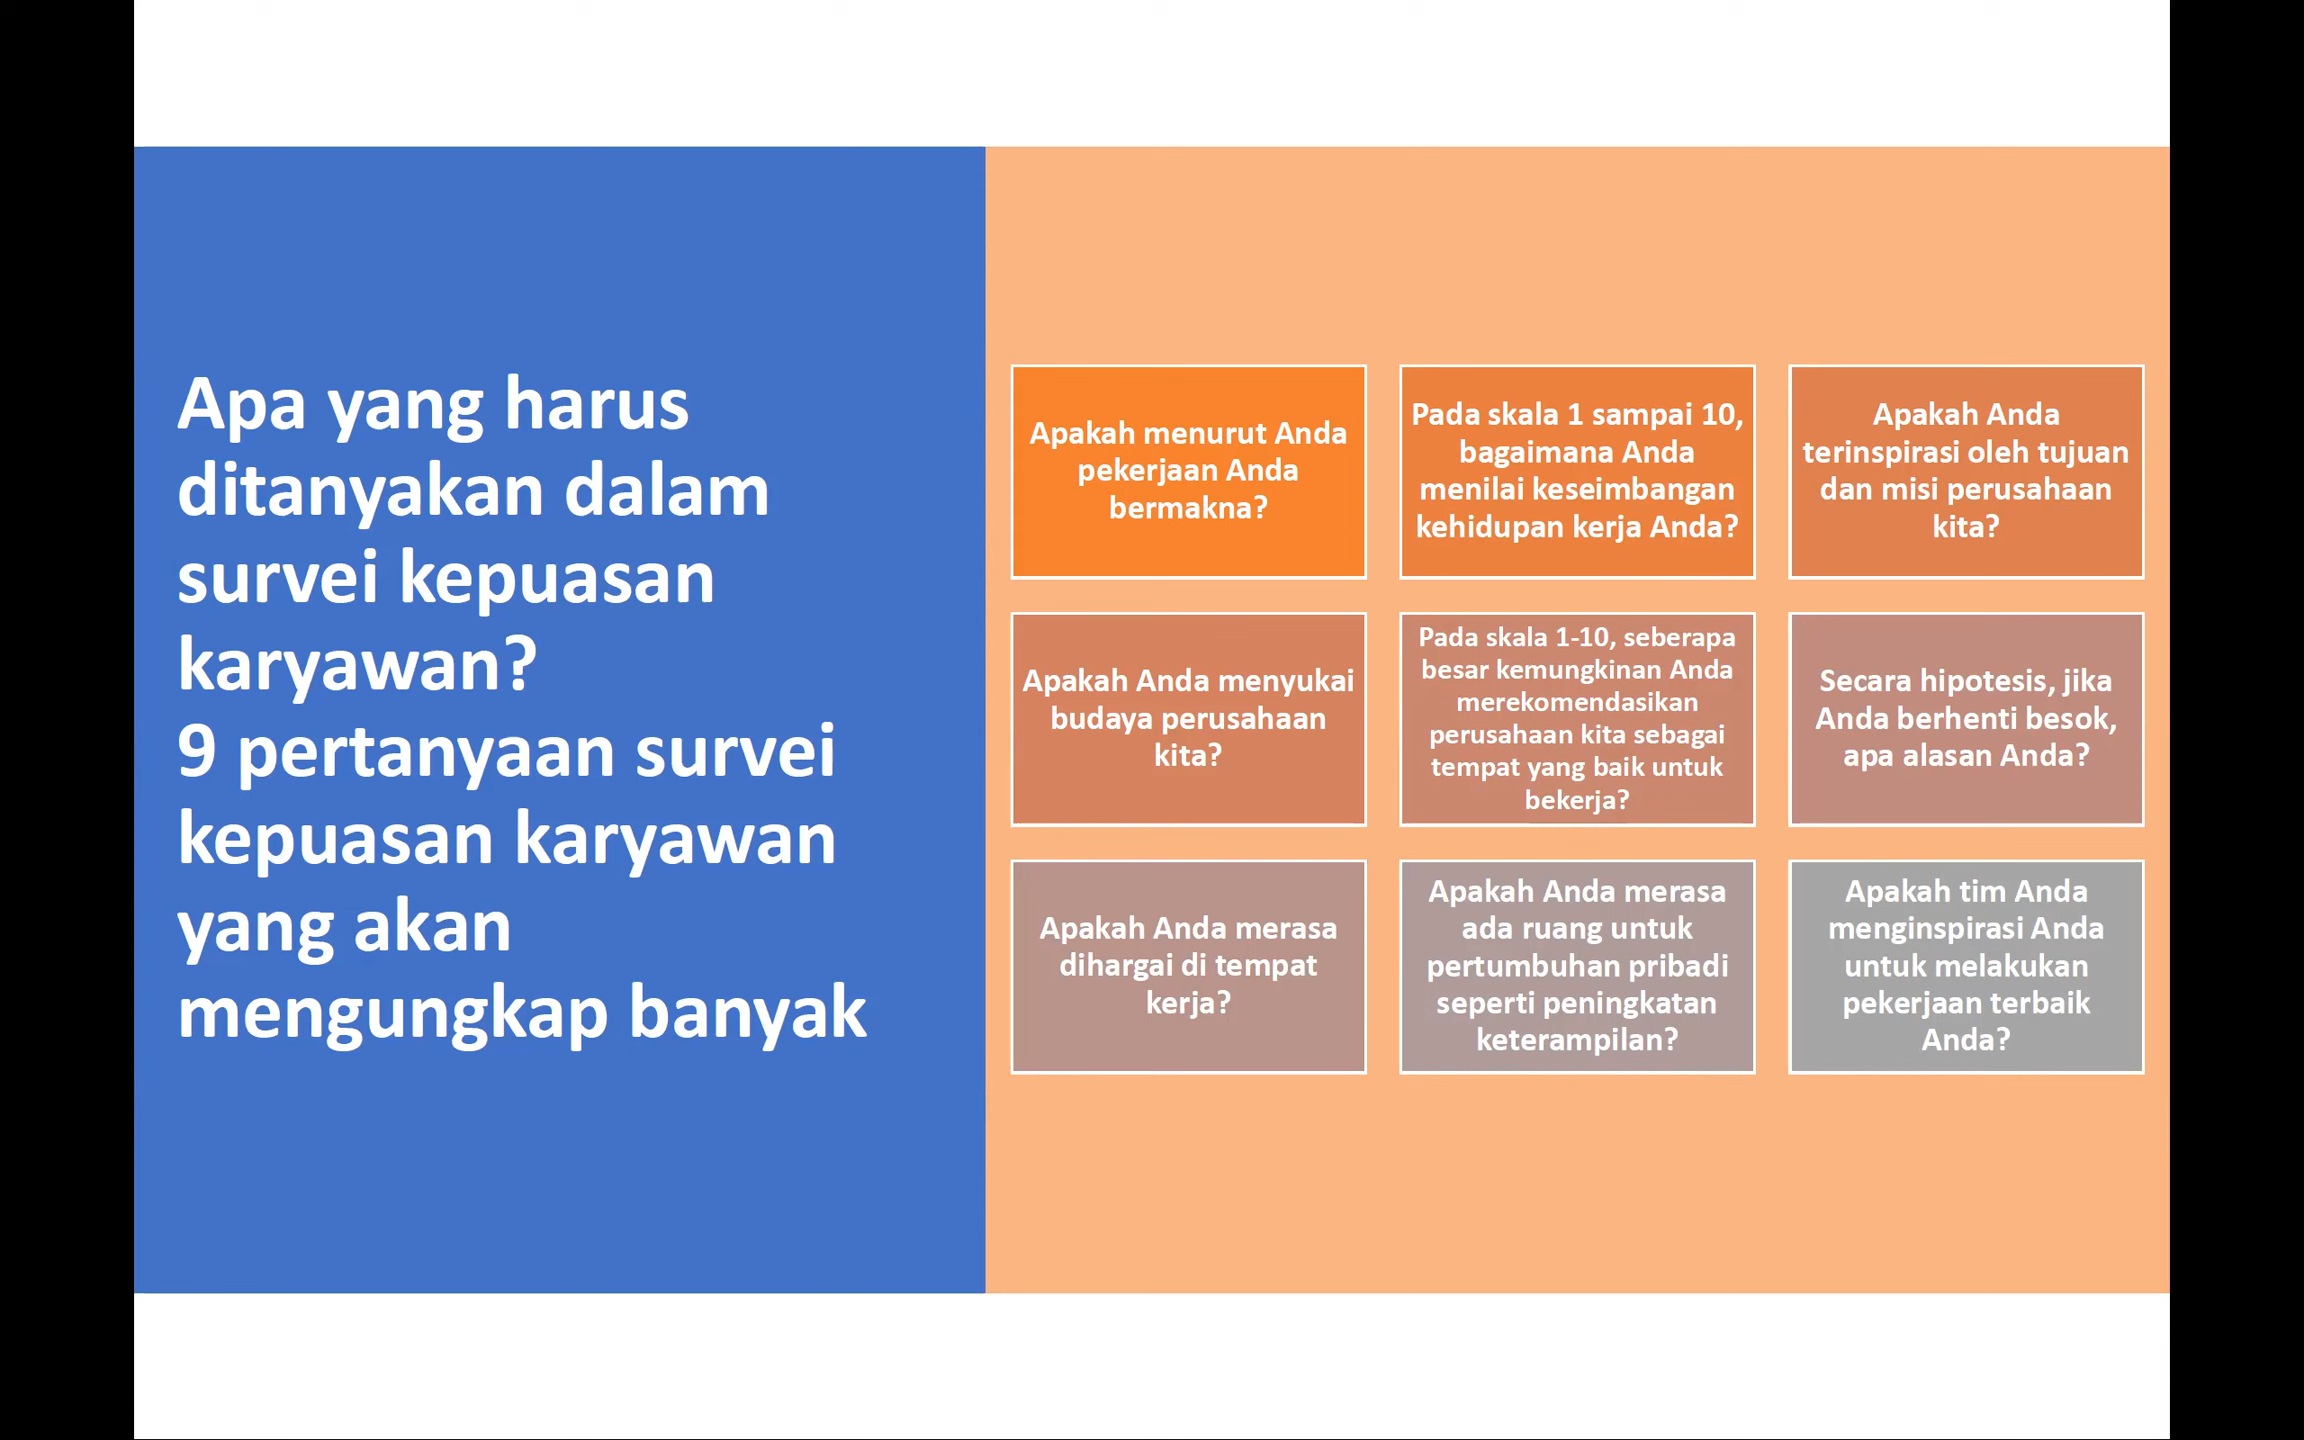 Apa yang harus
ditanyakan dalam
survei kepuasan
karyawan?
9 pertanyaan survei
kepuasan karyawan
yang akan
mengungkap banyak
Apakah menurut Anda
pekerjaan Anda
bermakna?
Pada skala 1 sampai 10,
bagaimana Anda
menilai keseimbangan
kehidupan kerja Anda?
Apakah Anda
terinspirasi oleh tujuan
dan misi perusahaan
kita?
Apakah Anda menyukai
budaya perusahaan
kita?
Pada skala 1-10, seberapa
besar kemungkinan Anda
merekomendasikan
perusahaan kita sebagai
tempat yang baik untuk
bekerja?
Secara hipotesis, jika
Anda berhenti besok,
apa alasan Anda?
Apakah Anda merasa
dihargai di tempat
kerja?
Apakah Anda merasa
ada ruang untuk
pertumbuhan pribadi
seperti peningkatan
keterampilan?
Apakah tim Anda
menginspirasi Anda
untuk melakukan
pekerjaan terbaik
Anda?